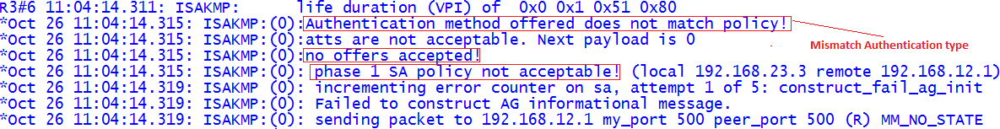 R3#6 11:04:14.311: ISAKMP:      life duration (VPI) of  0x0 0x1 0x51 0x80
*Oct 26 11:04:14.315: ISAKMP:(0):Authentication method offered does not match policy!
Mismatch Authentication type
*Oct 26 11:04:14.315: ISAKMP:(0):atts are not acceptable. Next payload is 0
*Oct 26 11:04:14.315: ISAKMP:(0):no offers accepted!
*Oct 26 11:04:14.315: ISAKMP:(0): phase 1 SA policy not acceptable! (local 192.168.23.3 remote 192.168.12.1)
*Oct 26 11:04:14.319: ISAKMP:(0): incrementing error counter on sa, attempt 1 of 5: construct_fail_ag_init
*Oct 26 11:04:14.319: ISAKMP:(0): Failed to construct AG informational message.
*Oct 26 11:04:14.319: ISAKMP:(0): sending packet to 192.168.12.1 my_port 500 peer_port 500 (R) MM_NO_STATE